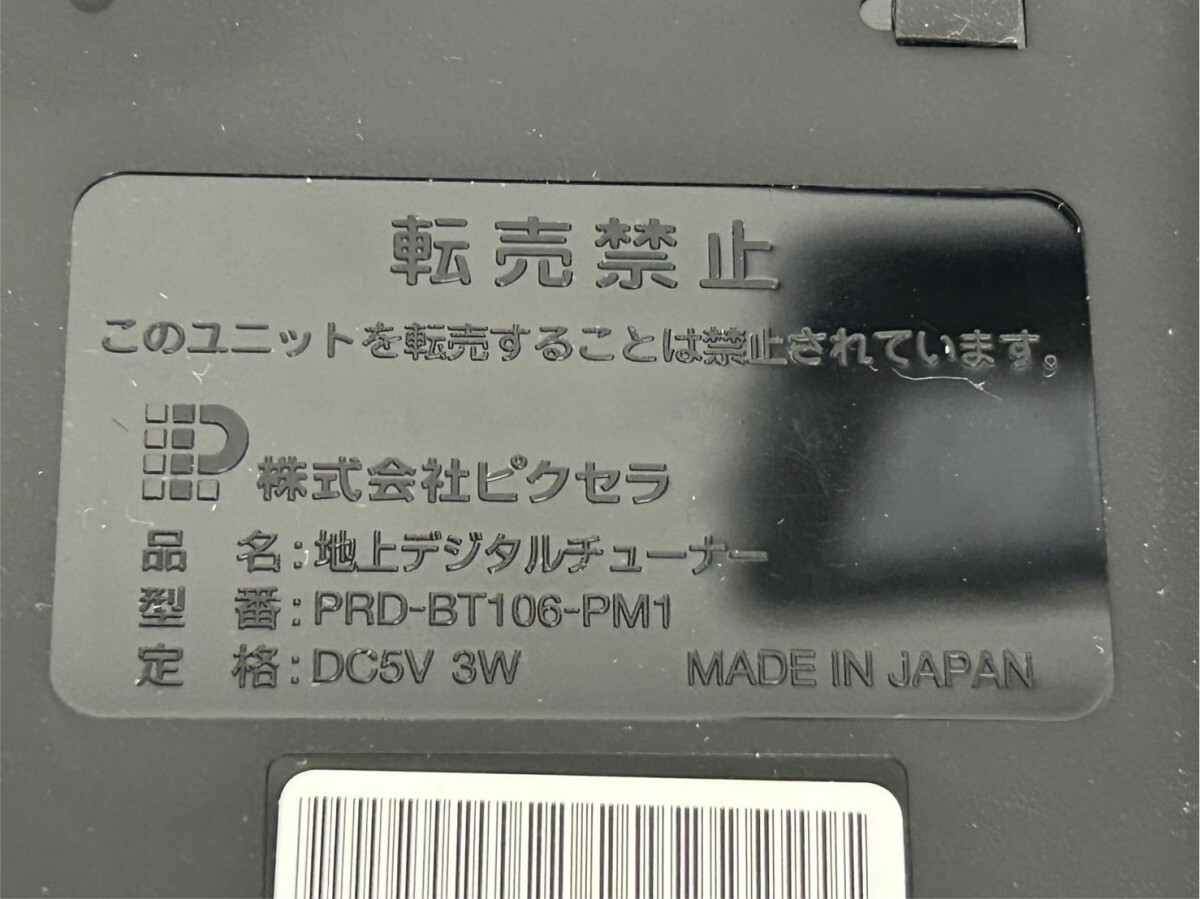 転売禁止
このユニットを転売することは禁止されています。
株式会社ピクセラ
品 名:地上デジタルチューナー
型 番:PRD-BT106-PM1
定 格:DC5V 3W MADE IN JAPAN